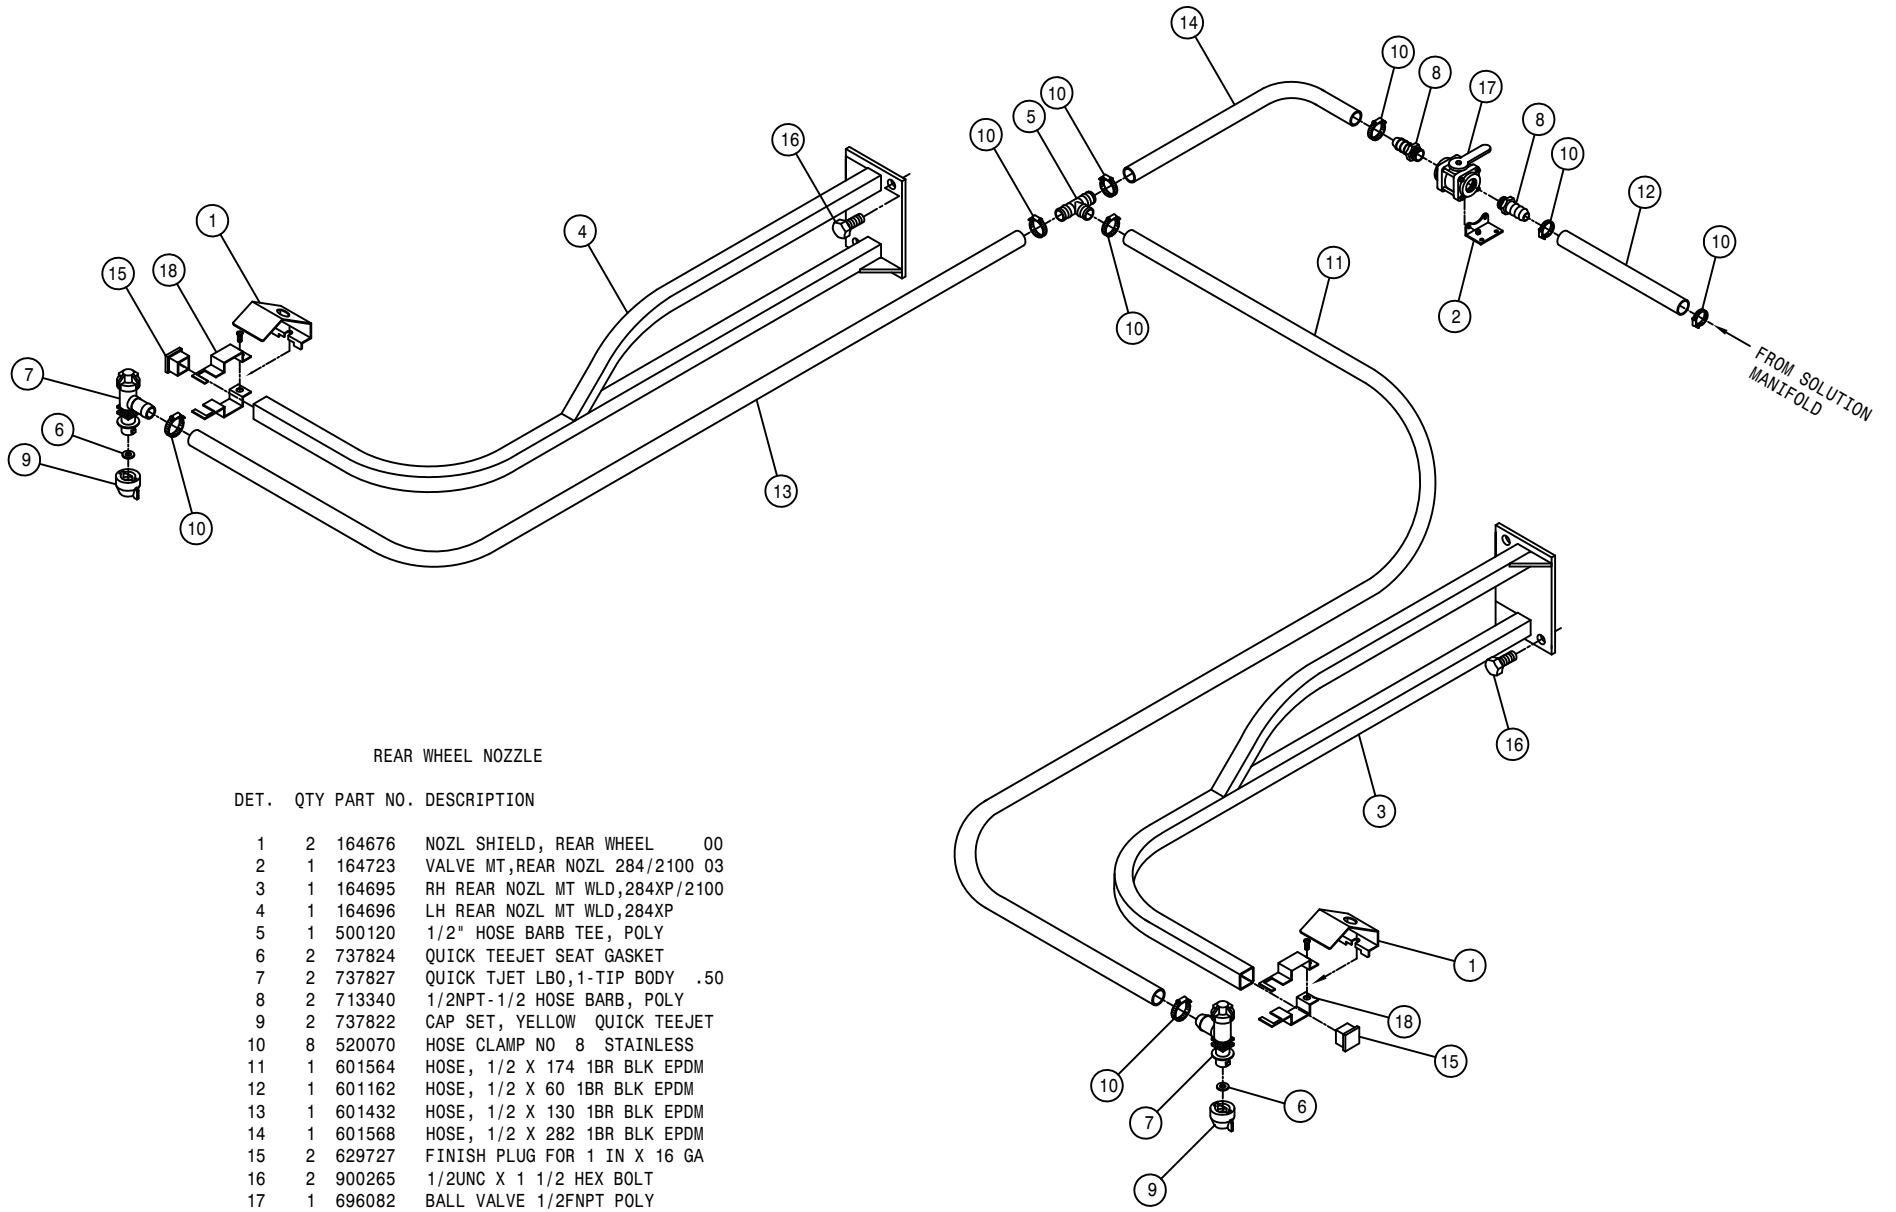 14
10
8
17
10
5
8
10
10
16
12
1
4
10
15
18
11
2
10
7
FROM SOLUTION
MANIFOLD
6
9
13
10
16
3
REAR WHEEL NOZZLE
DET. QTY PART NO. DESCRIPTION
1 2 164676 NOZL SHIELD, REAR WHEEL 00
2 1 164723 VALVE MT,REAR NOZL 284/2100 03
3 1 164695 RH REAR NOZL MT WLD,284XP/2100
4 1 164696 LH REAR NOZL MT WLD,284XP
5 1 500120 1/2" HOSE BARB TEE, POLY
6 2 737824 QUICK TEEJET SEAT GASKET
7 2 737827 QUICK TJET LBO,1-TIP BODY .50
8 2 713340 1/2NPT-1/2 HOSE BARB, POLY
9 2 737822 CAP SET, YELLOW QUICK TEEJET
10 8 520070 HOSE CLAMP NO 8 STAINLESS
11 1 601564 HOSE, 1/2 X 174 1BR BLK EPDM
12 1 601162 HOSE, 1/2 X 60 1BR BLK EPDM
13 1 601432 HOSE, 1/2 X 130 1BR BLK EPDM
14 1 601568 HOSE, 1/2 X 282 1BR BLK EPDM
15 2 629727 FINISH PLUG FOR 1 IN X 16 GA
16 2 900265 1/2UNC X 1 1/2 HEX BOLT
17 1 696082 BALL VALVE 1/2FNPT POLY
1
18
15
10
6
7
9